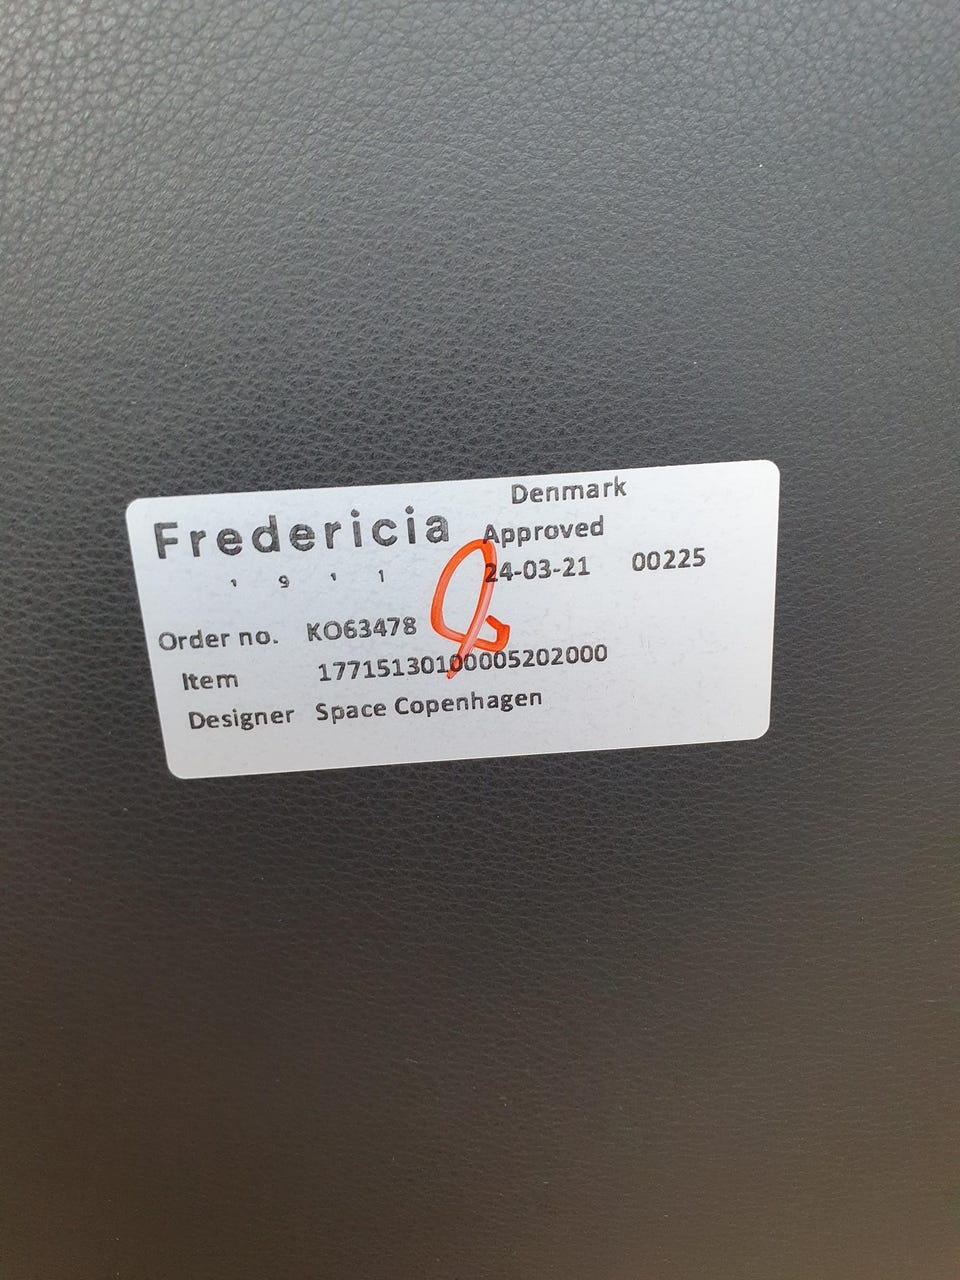 Denmark
Fredericia Approved
1 9 1 1 24-03-21 00225
Order no. KO63478
Item 17715130100005202000
Designer Space Copenhagen